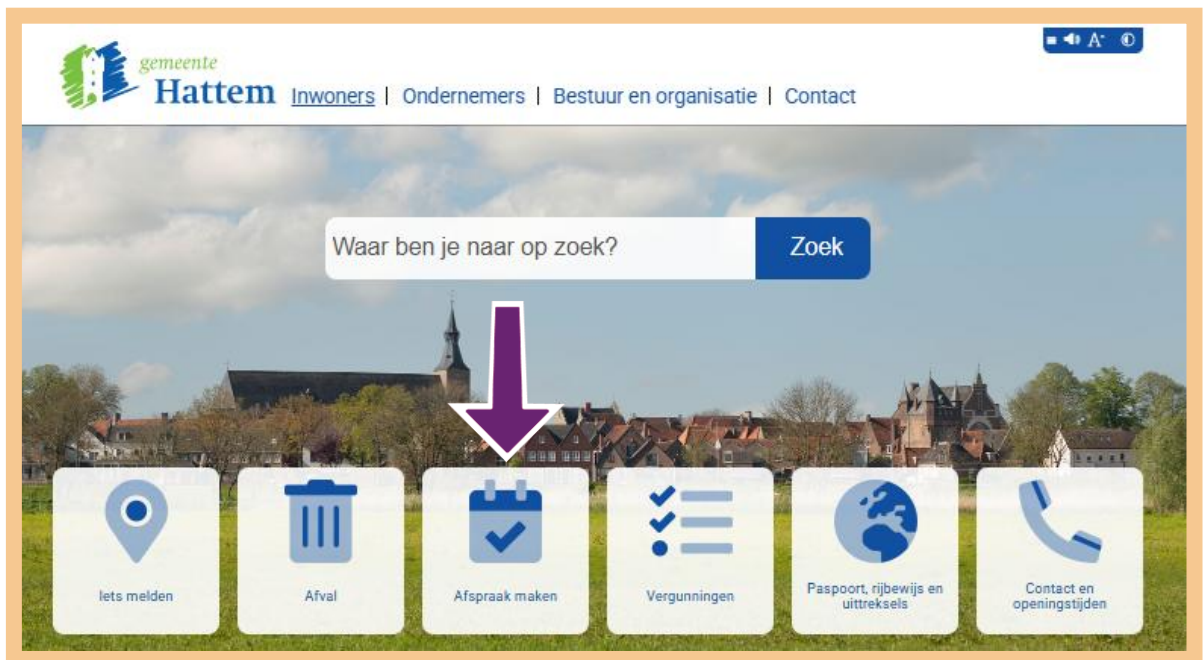 gemeente
Hattem
Inwoners | Ondernemers | Bestuur en organisatie | Contact
A
Waar ben je naar op zoek?
Zoek
Iets melden
Afval
Afspraak maken
Vergunningen
Paspoort, rijbewijs en
uittreksels
Contact en
openingstijden